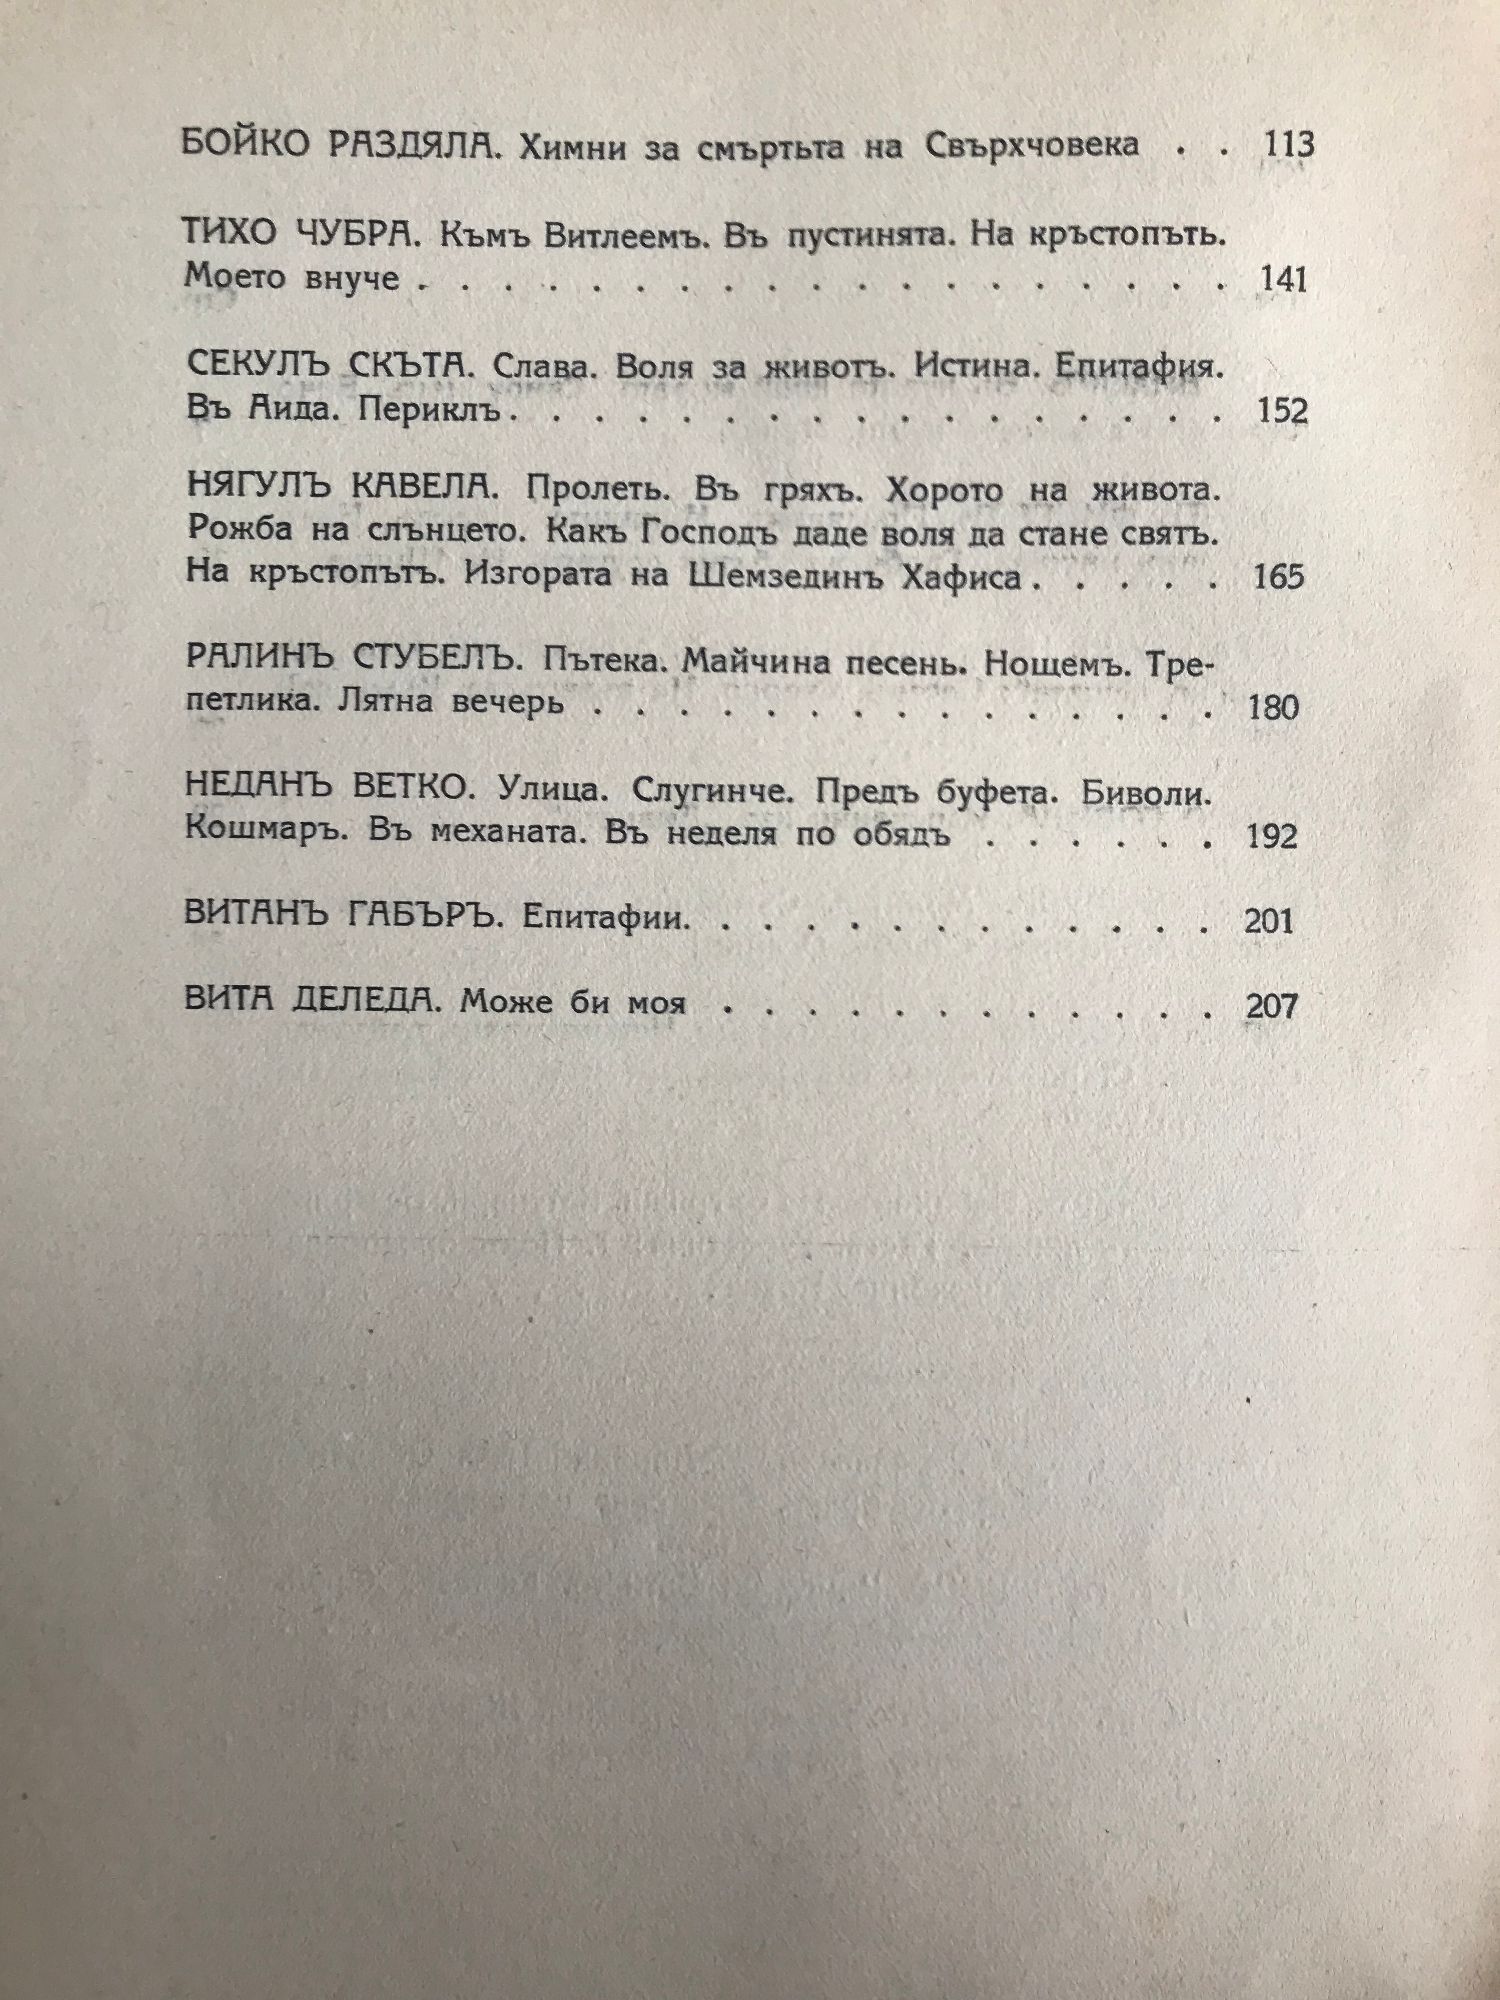 БОЙКО РАЗДЯЛА. Химни за смъртьта на Свърхчовека . . 113
ТИХО ЧУБРА. Къмъ Витлеемъ. Въ пустинята. На кръстопъть.
Моето внуче . . . . . . . . . . . . . . . . . . . 141
СЕКУЛЪ СКЪТА. Слава. Воля за животъ. Истина. Епитафия.
Въ Аида. Периклъ . . . . . . . . . . . . . . . . . 152
НЯГУЛЪ КАВЕЛА. Пролеть. Въ гряхъ. Хорото на живота.
Рожба на слънцето. Какъ Господъ даде воля да стане святъ.
На кръстопътъ. Изгората на Шемзединъ Хафиса . . . . . 165
РАЛИНЪ СТУБЕЛЪ. Пътека. Майчина песень. Нощемъ. Тре-
петлика. Лятна вечерь . . . . . . . . . . . . . . . 180
НЕДАНЪ ВЕТКО. Улица. Слугинче. Предъ буфета. Биволи.
Кошмаръ. Въ механата. Въ неделя по обядъ . . . . . . 192
ВИТАНЪ ГАБЪРЪ. Епитафии. . . . . . . . . . . . . 201
ВИТА ДЕЛЕДА. Може би моя . . . . . . . . . . . . 207